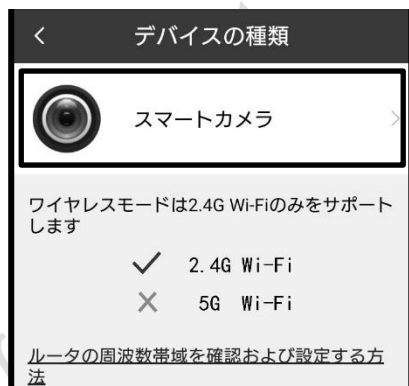 デバイスの種類
スマートカメラ
ワイヤレスモードは2.4G Wi-Fiのみをサポート
します
2.4G Wi-Fi
5G Wi-Fi
ルータの周波数帯域を確認および設定する方
法